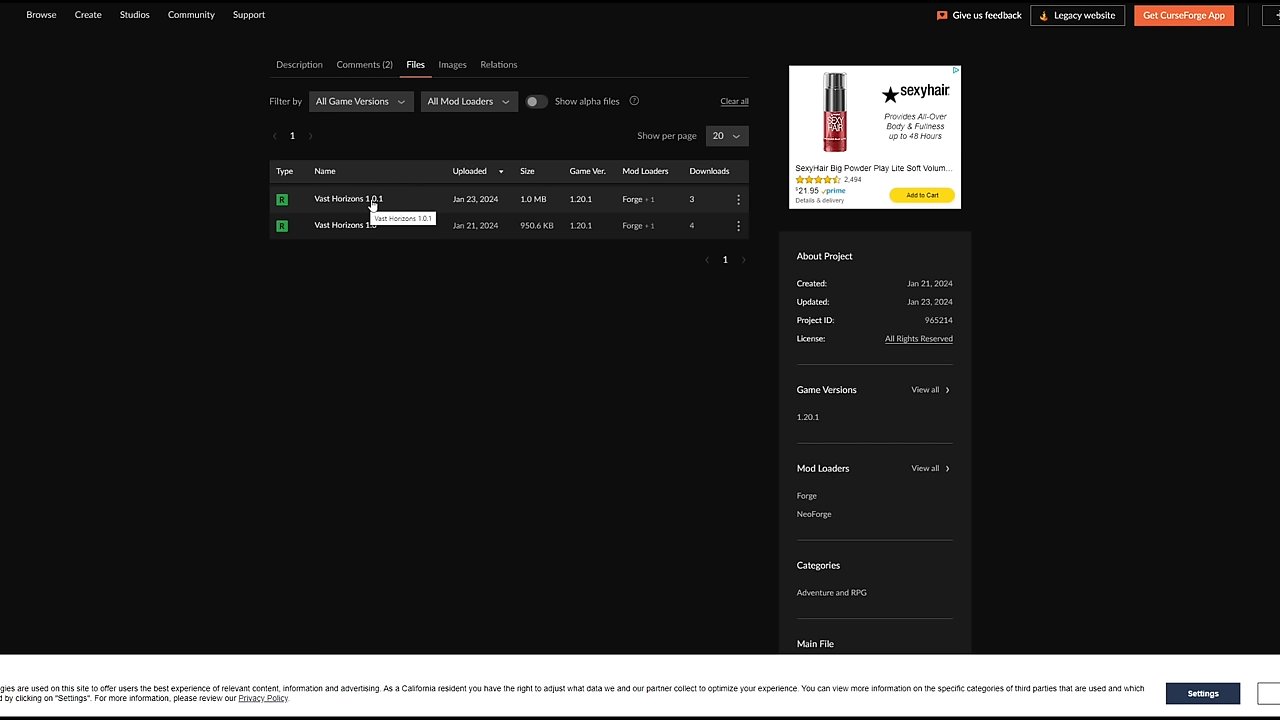 Browse Create Studios Community Support Give us feedback Legacy website Get CurseForge App
Description Comments (2) Files Images Relations
Filter by All Game Versions All Mod Loaders Show alpha files Clear all
1 Show per page 20
Type Name Uploaded Size Game Ver. Mod Loaders Downloads
R Vast Horizons 1.0.1 Jan 23, 2024 1.0 MB 1.20.1 Forge + 1 3
Vast Horizons 1.0.1
R Vast Horizons 1.0 Jan 21, 2024 950.6 KB 1.20.1 Forge + 1 4
1
sexyhair
Provides All-Over
Body & Fullness
up to 48 Hours
SexyHair Big Powder Play Lite Soft Volum...
2,494
$21.95 prime
Details & delivery
Add to Cart
About Project
Created: Jan 21, 2024
Updated: Jan 23, 2024
Project ID: 965214
License: All Rights Reserved
Game Versions View all
1.20.1
Mod Loaders View all
Forge
NeoForge
Categories
Adventure and RPG
Main File
gies are used on this site to offer users the best experience of relevant content, information and advertising. As a California resident you have the right to adjust what data we and our partner collect to optimize your experience. You can view more information on the specific categories of third parties that are used and which
d by clicking on "Settings". For more information, please review our Privacy Policy.
Settings